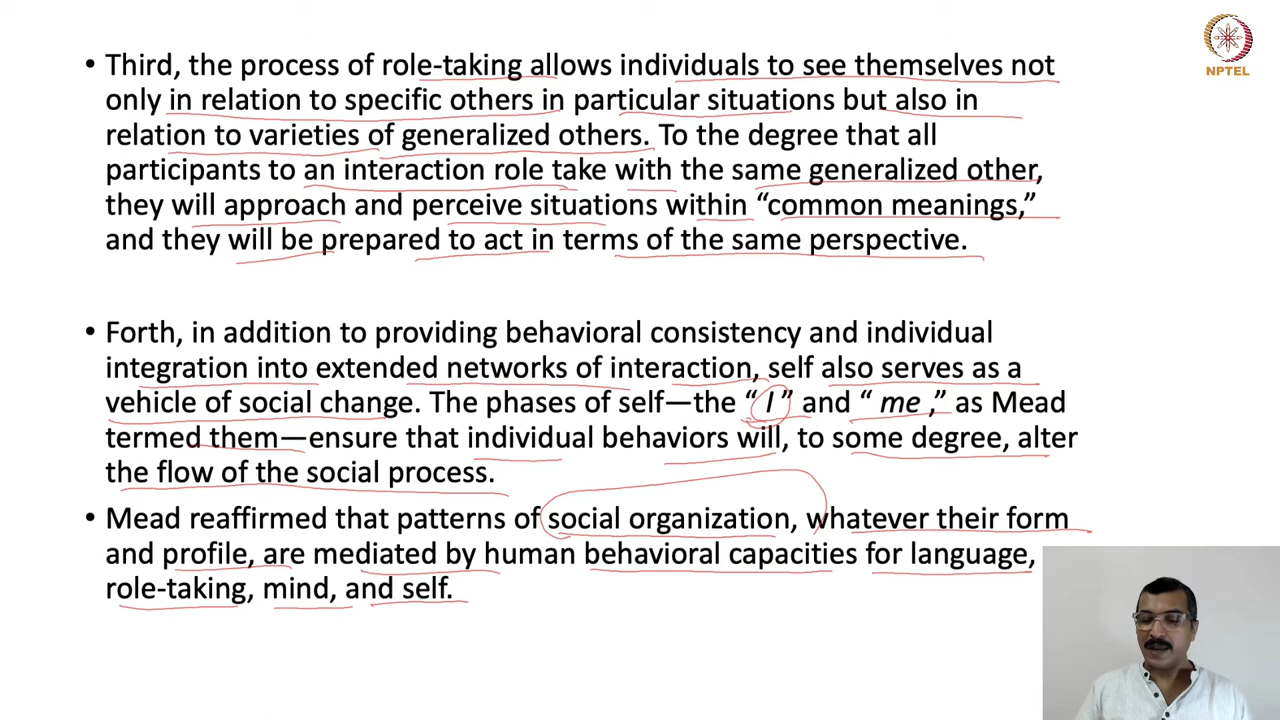 NPTEL
• Third, the process of role-taking allows individuals to see themselves not
only in relation to specific others in particular situations but also in
relation to varieties of generalized others. To the degree that all
participants to an interaction role take with the same generalized other,
they will approach and perceive situations within “common meanings,”
and they will be prepared to act in terms of the same perspective.
• Forth, in addition to providing behavioral consistency and individual
integration into extended networks of interaction, self also serves as a
vehicle of social change. The phases of self—the “ I ” and “ me ,” as Mead
termed them—ensure that individual behaviors will, to some degree, alter
the flow of the social process.
• Mead reaffirmed that patterns of social organization, whatever their form
and profile, are mediated by human behavioral capacities for language,
role-taking, mind, and self.